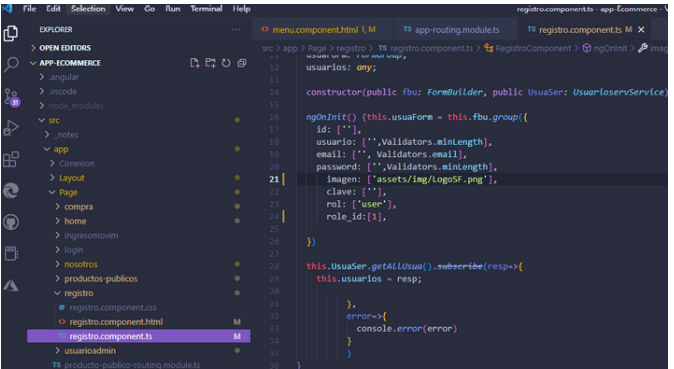 File Edit Selection View Go Run Terminal Help
registro.component.ts - app-Ecommerce -
EXPLORER
menu.component.html 1, M
TS app-routing.module.ts
TS registro.component.ts M
OPEN EDITORS
src > app > Page > registro > TS registro.component.ts > RegistroComponent > ngOnInit >
APP-ECOMMERCE
.angular
.vscode
node_modules
src
_notes
app
Conexion
Layout
Page
compra
home
ingresomovim
login
nosotros
productos-publicos
registro
# registro.component.css
registro.component.html M
TS registro.component.ts M
usuarioadmin
TS producto-publico-routing.module.ts
31
12 usuarios: any;
13
14 constructor(public fbu: FormBuilder, public UsuaSer: UsuarioservService)
15
16 ngOnInit() {this.usuaForm = this.fbu.group({
17 id: [''],
18 usuario: ['',Validators.minLength],
19 email: ['', Validators.email],
20 password: ['',Validators.minLength],
21 imagen: ['assets/img/LogoSF.png'],
22 clave: [''],
23 rol: ['user'],
24 role_id:[1],
25
26 })
27
28 this.UsuaSer.getAllUsua().subscribe(resp=>{
29 this.usuarios = resp;
30
31 },
32 error=>{
33 console.error(error)
34 }
35 )
36 }